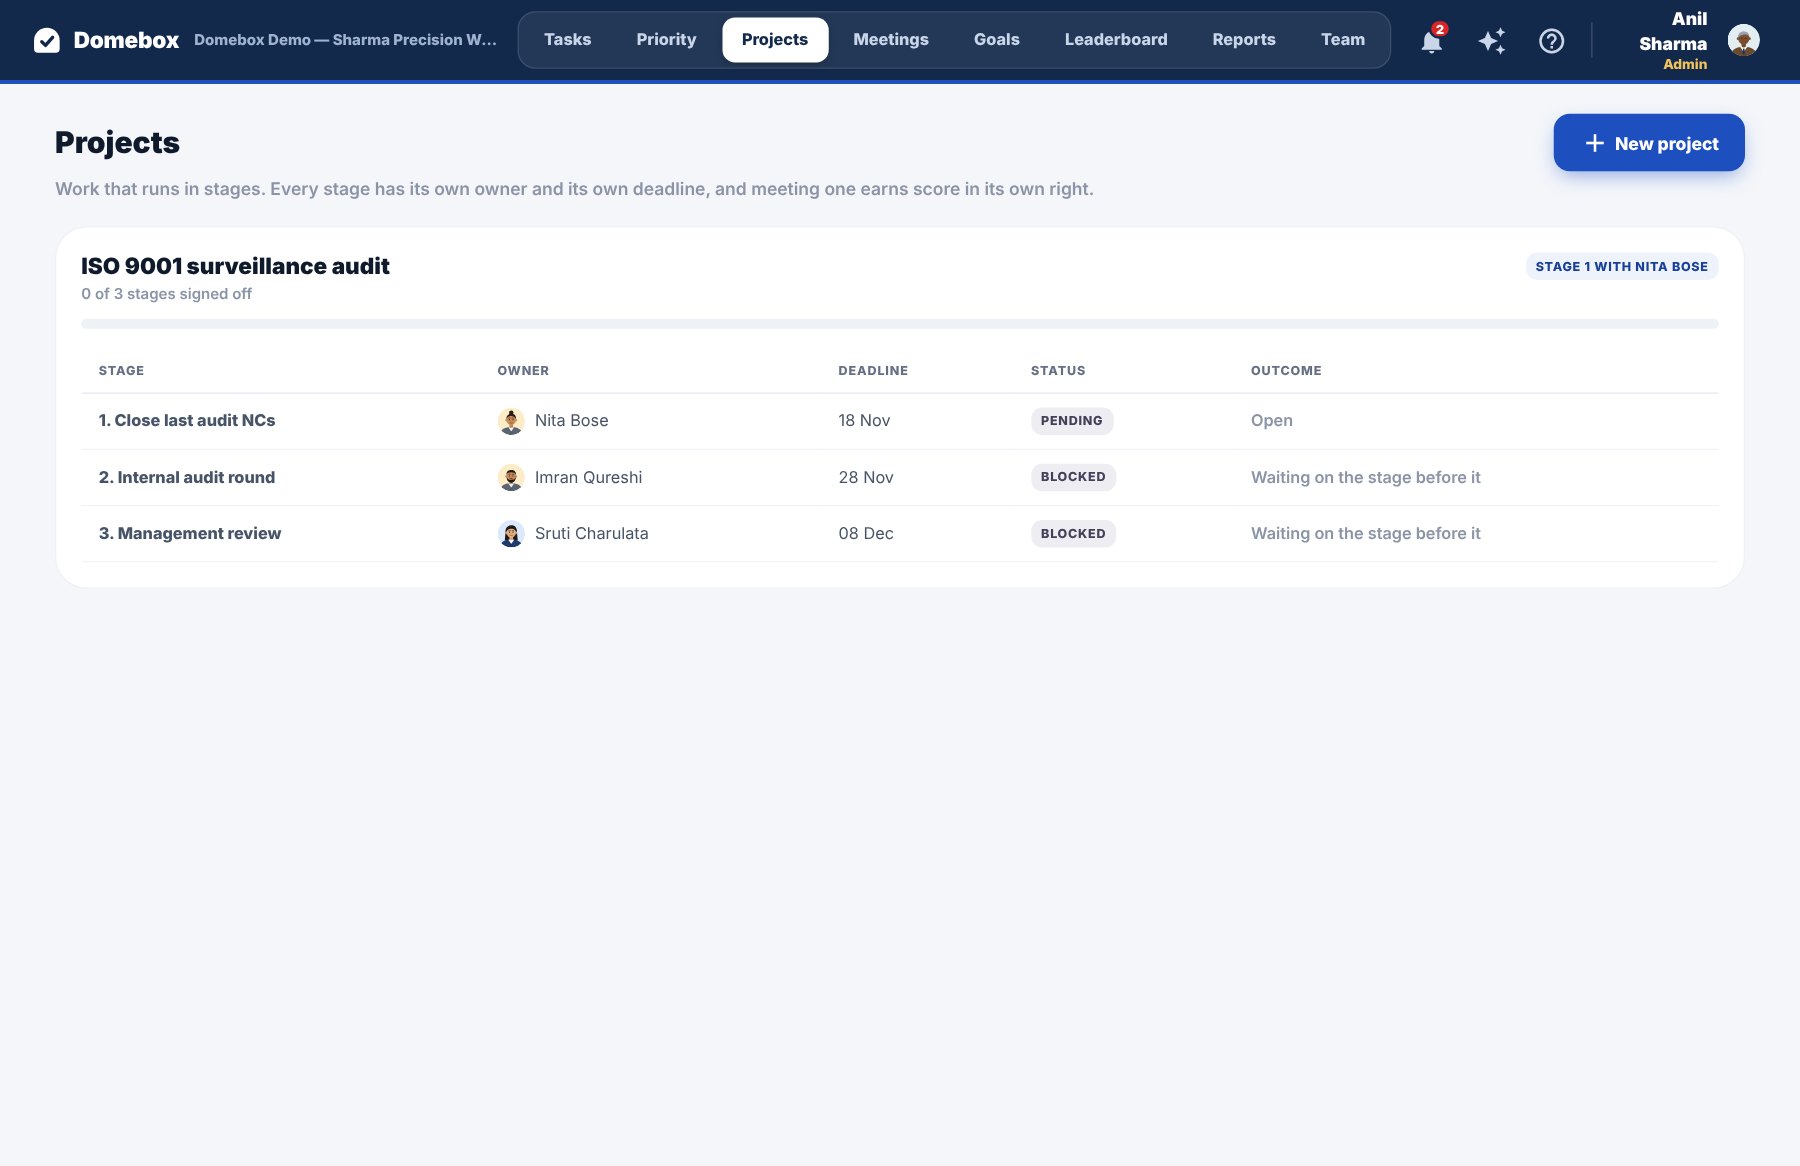 Domebox
Domebox Demo — Sharma Precision W...
Tasks
Priority
Projects
Meetings
Goals
Leaderboard
Reports
Team
2
Anil Sharma
Admin
Projects
New project
Work that runs in stages. Every stage has its own owner and its own deadline, and meeting one earns score in its own right.
ISO 9001 surveillance audit
STAGE 1 WITH NITA BOSE
0 of 3 stages signed off
STAGE OWNER DEADLINE STATUS OUTCOME
1. Close last audit NCs Nita Bose 18 Nov PENDING Open
2. Internal audit round Imran Qureshi 28 Nov BLOCKED Waiting on the stage before it
3. Management review Sruti Charulata 08 Dec BLOCKED Waiting on the stage before it